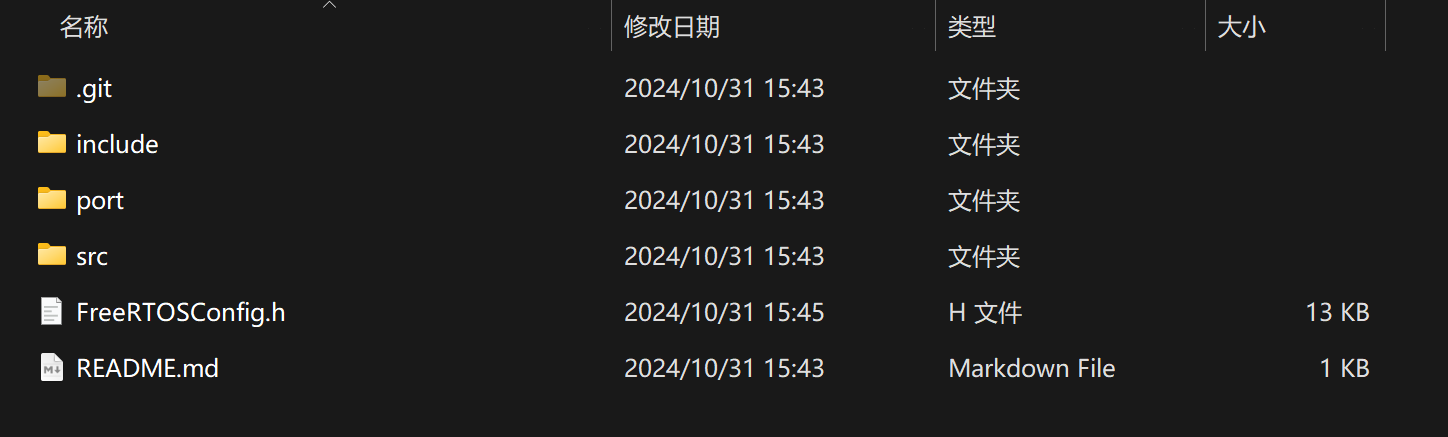 名称 修改日期 类型 大小
.git 2024/10/31 15:43 文件夹
include 2024/10/31 15:43 文件夹
port 2024/10/31 15:43 文件夹
src 2024/10/31 15:43 文件夹
FreeRTOSConfig.h 2024/10/31 15:45 H 文件 13 KB
README.md 2024/10/31 15:43 Markdown File 1 KB